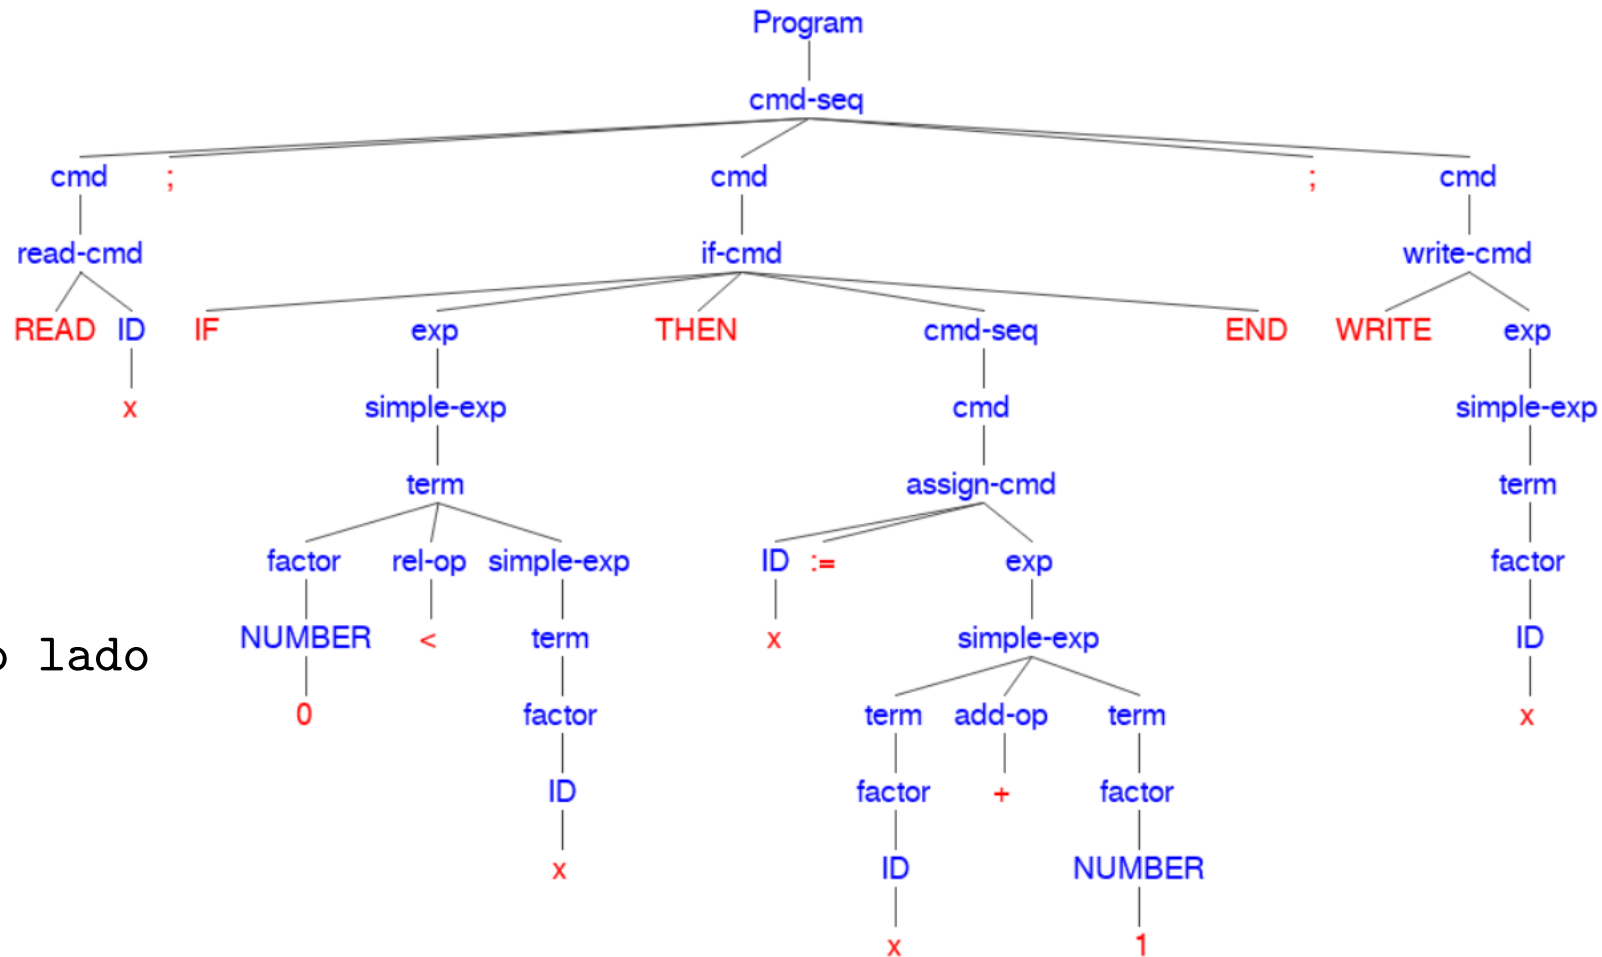 Program
cmd-seq
cmd ; cmd ; cmd
read-cmd if-cmd write-cmd
READ ID IF exp THEN cmd-seq END WRITE exp
x simple-exp cmd simple-exp
term assign-cmd term
factor rel-op simple-exp ID := exp factor
NUMBER < term x simple-exp ID
lado
0 factor term add-op term x
ID factor + factor
x ID NUMBER
x 1